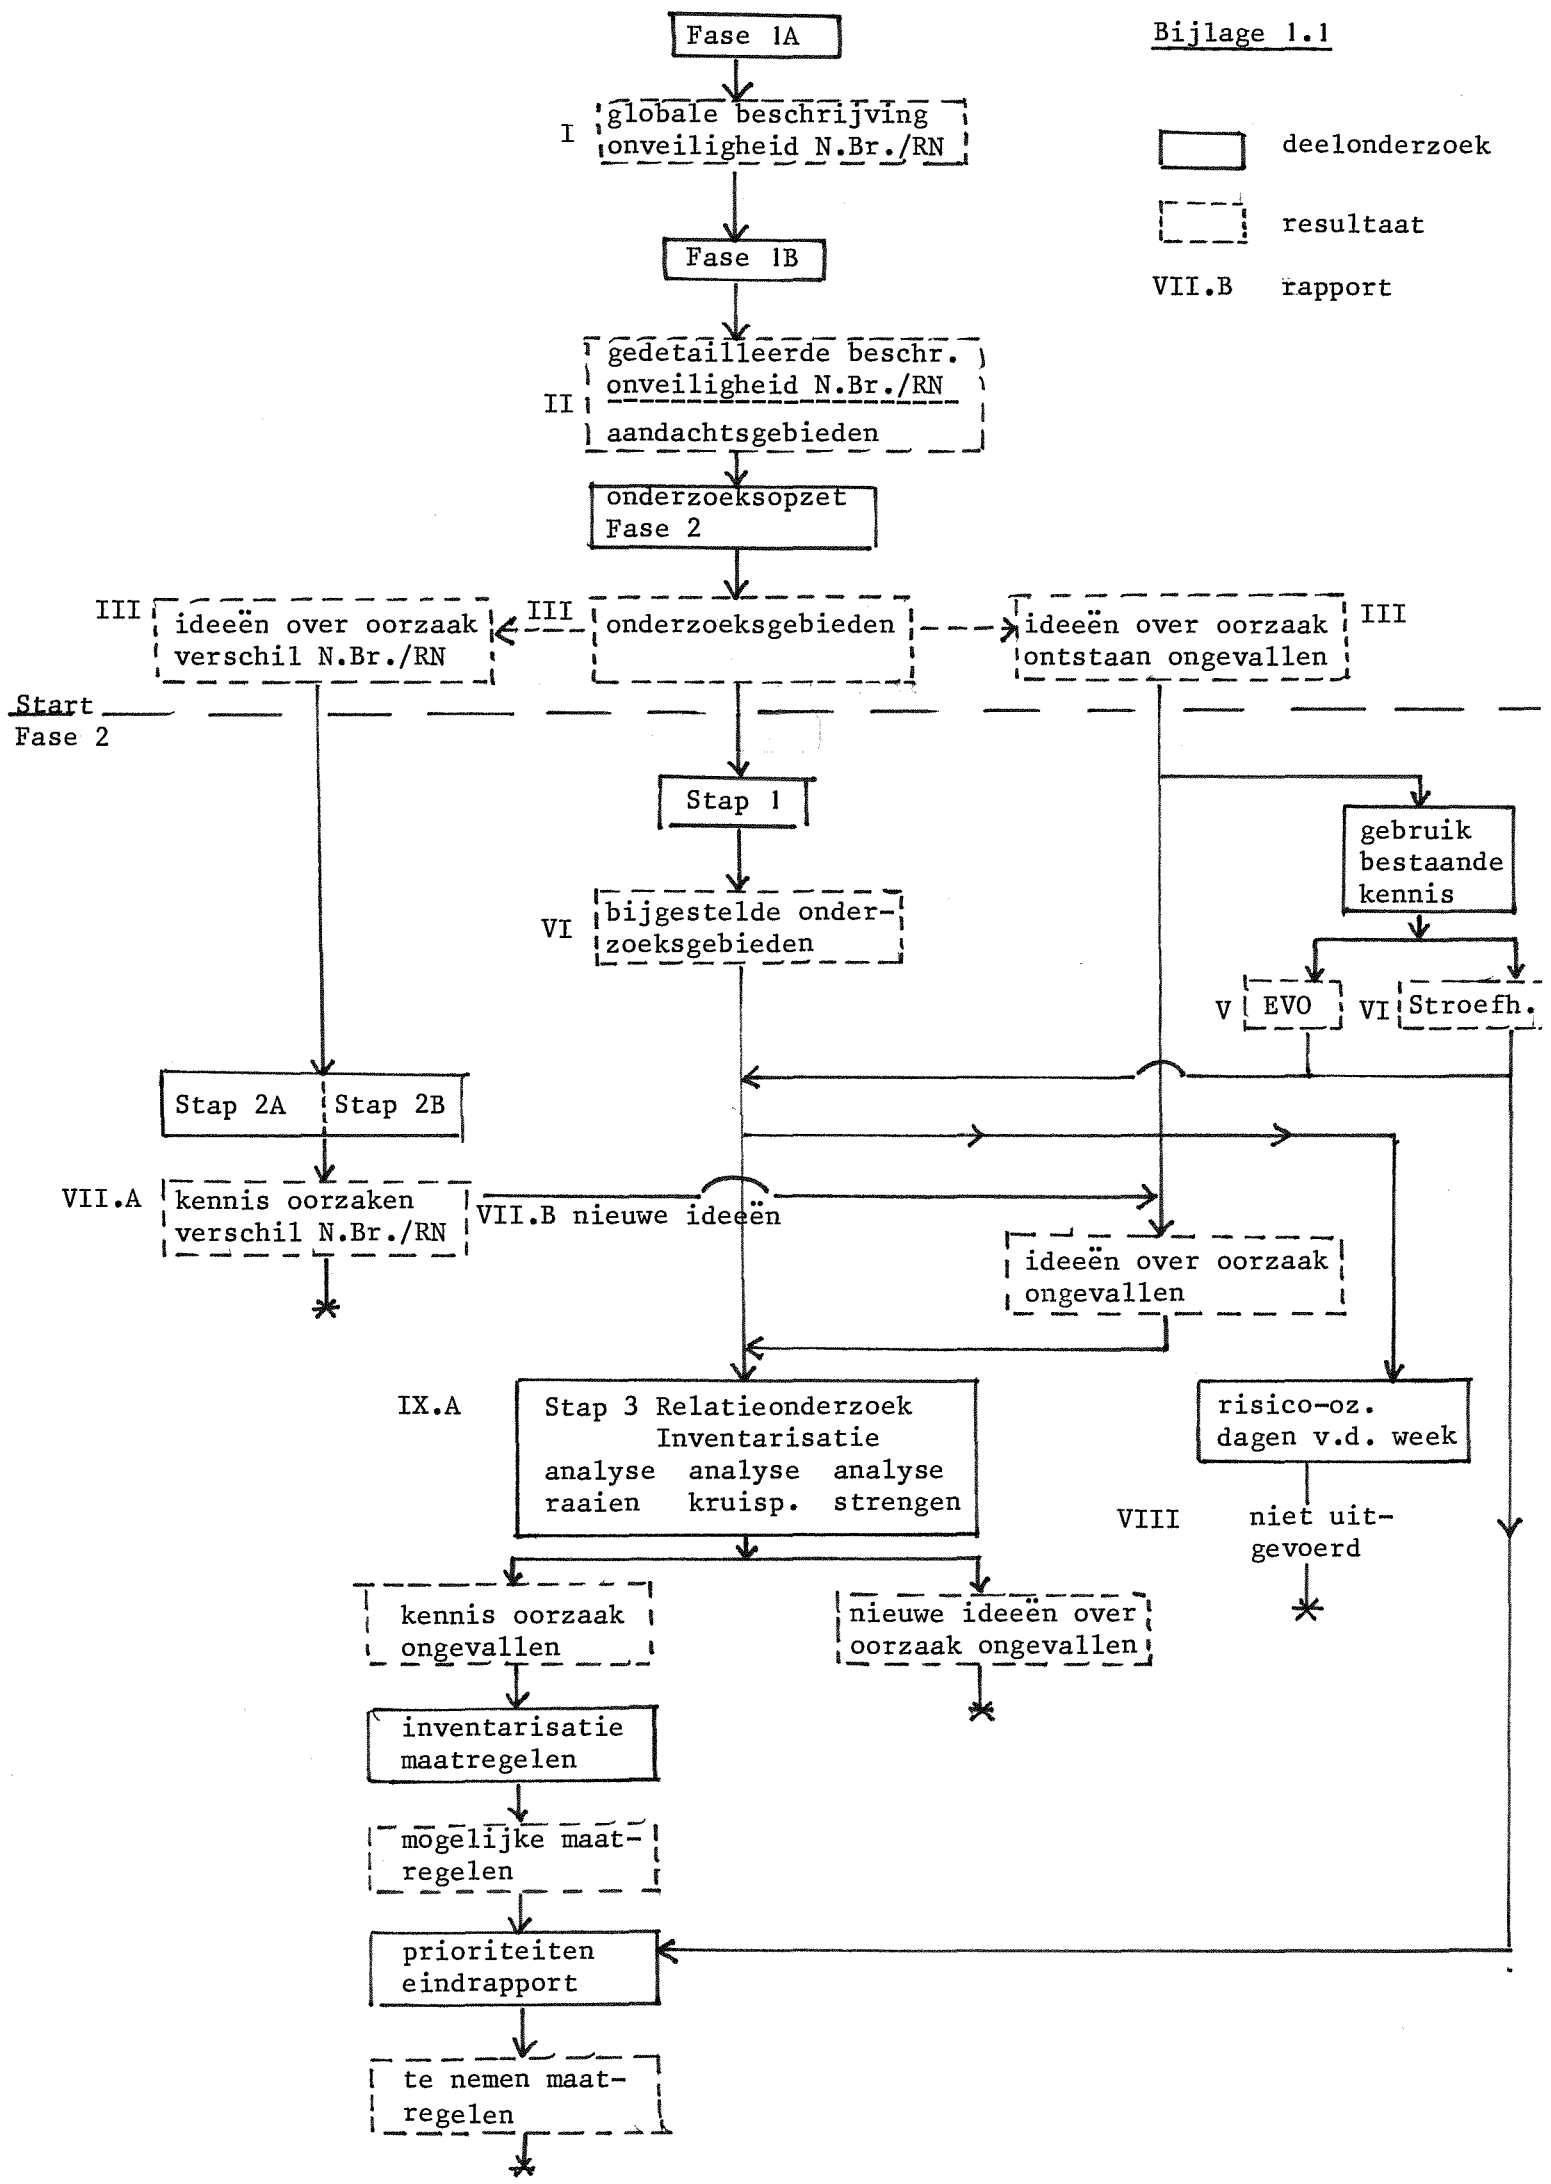 Bijlage 1.1
deelonderzoek
resultaat
VII.B rapport
Fase 1A
I
globale beschrijving
onveiligheid N.Br./RN
Fase 1B
II
gedetailleerde beschr.
onveiligheid N.Br./RN
aandachtsgebieden
onderzoeksopzet
Fase 2
III
ideeën over oorzaak
verschil N.Br./RN
III
onderzoeksgebieden
ideeën over oorzaak
ontstaan ongevallen
III
Start
Fase 2
Stap 1
gebruik
bestaande
kennis
VI
bijgestelde onder-
zoeksgebieden
V
EVO
VI
Stroefh.
Stap 2A
Stap 2B
VII.A
kennis oorzaken
verschil N.Br./RN
VII.B nieuwe ideeën
ideeën over oorzaak
ongevallen
IX.A
Stap 3 Relatieonderzoek
Inventarisatie
analyse analyse analyse
raaien kruisp. strengen
risico-oz.
dagen v.d. week
VIII
niet uit-
gevoerd
kennis oorzaak
ongevallen
nieuwe ideeën over
oorzaak ongevallen
inventarisatie
maatregelen
mogelijke maat-
regelen
prioriteiten
eindrapport
te nemen maat-
regelen